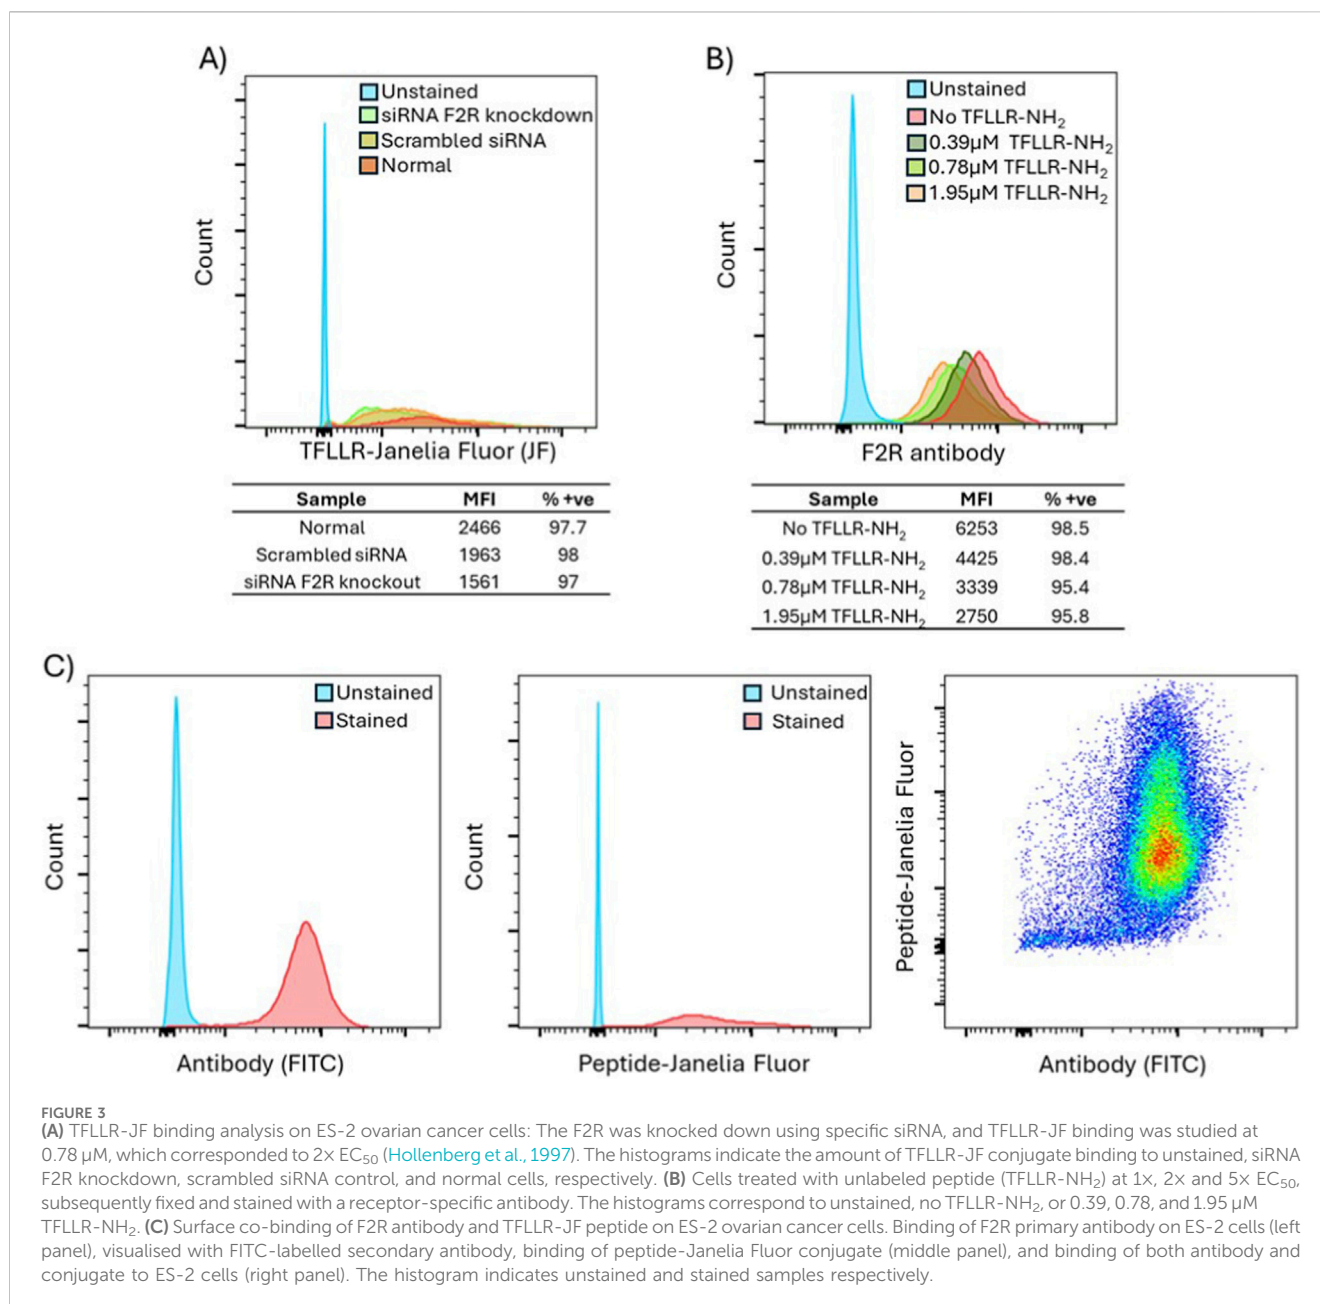 A)
Unstained
siRNA F2R knockdown
Scrambled siRNA
Normal
Count
TFLLR-Janelia Fluor (JF)
Sample MFI % +ve
Normal 2466 97.7
Scrambled siRNA 1963 98
siRNA F2R knockout 1561 97
B)
Unstained
No TFLLR-NH2
0.39µM TFLLR-NH2
0.78µM TFLLR-NH2
1.95µM TFLLR-NH2
Count
F2R antibody
Sample MFI % +ve
No TFLLR-NH2 6253 98.5
0.39µM TFLLR-NH2 4425 98.4
0.78µM TFLLR-NH2 3339 95.4
1.95µM TFLLR-NH2 2750 95.8
C)
Unstained
Stained
Count
Antibody (FITC)
Unstained
Stained
Count
Peptide-Janelia Fluor
Peptide-Janelia Fluor
Antibody (FITC)
FIGURE 3
(A) TFLLR-JF binding analysis on ES-2 ovarian cancer cells: The F2R was knocked down using specific siRNA, and TFLLR-JF binding was studied at
0.78 µM, which corresponded to 2× EC50 (Hollenberg et al., 1997). The histograms indicate the amount of TFLLR-JF conjugate binding to unstained, siRNA
F2R knockdown, scrambled siRNA control, and normal cells, respectively. (B) Cells treated with unlabeled peptide (TFLLR-NH2) at 1×, 2× and 5× EC50,
subsequently fixed and stained with a receptor-specific antibody. The histograms correspond to unstained, no TFLLR-NH2, or 0.39, 0.78, and 1.95 µM
TFLLR-NH2. (C) Surface co-binding of F2R antibody and TFLLR-JF peptide on ES-2 ovarian cancer cells. Binding of F2R primary antibody on ES-2 cells (left
panel), visualised with FITC-labelled secondary antibody, binding of peptide-Janelia Fluor conjugate (middle panel), and binding of both antibody and
conjugate to ES-2 cells (right panel). The histogram indicates unstained and stained samples respectively.